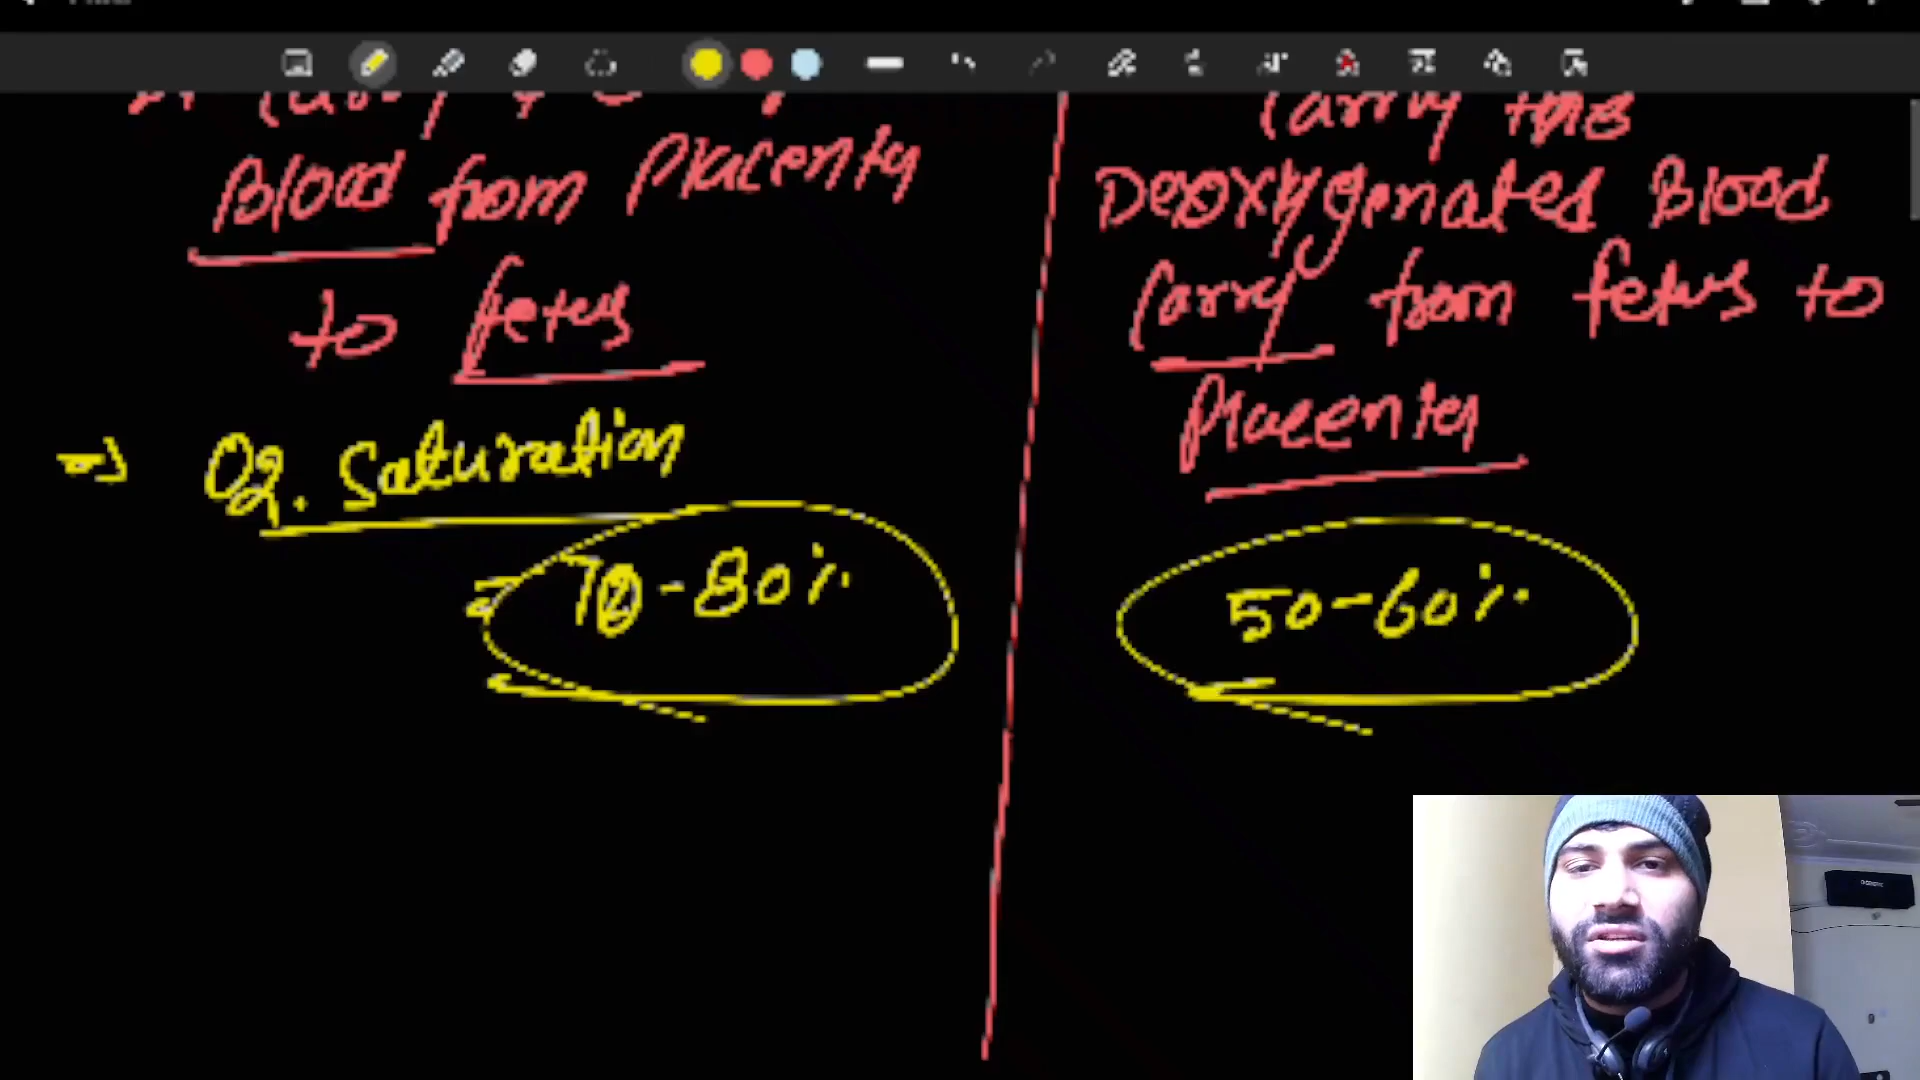 Blood from Placenta
to fetus
=> O2. Saturation
= 70-80%
Carry the
Deoxygenated Blood
Carry from fetus to
Placenta
50-60%